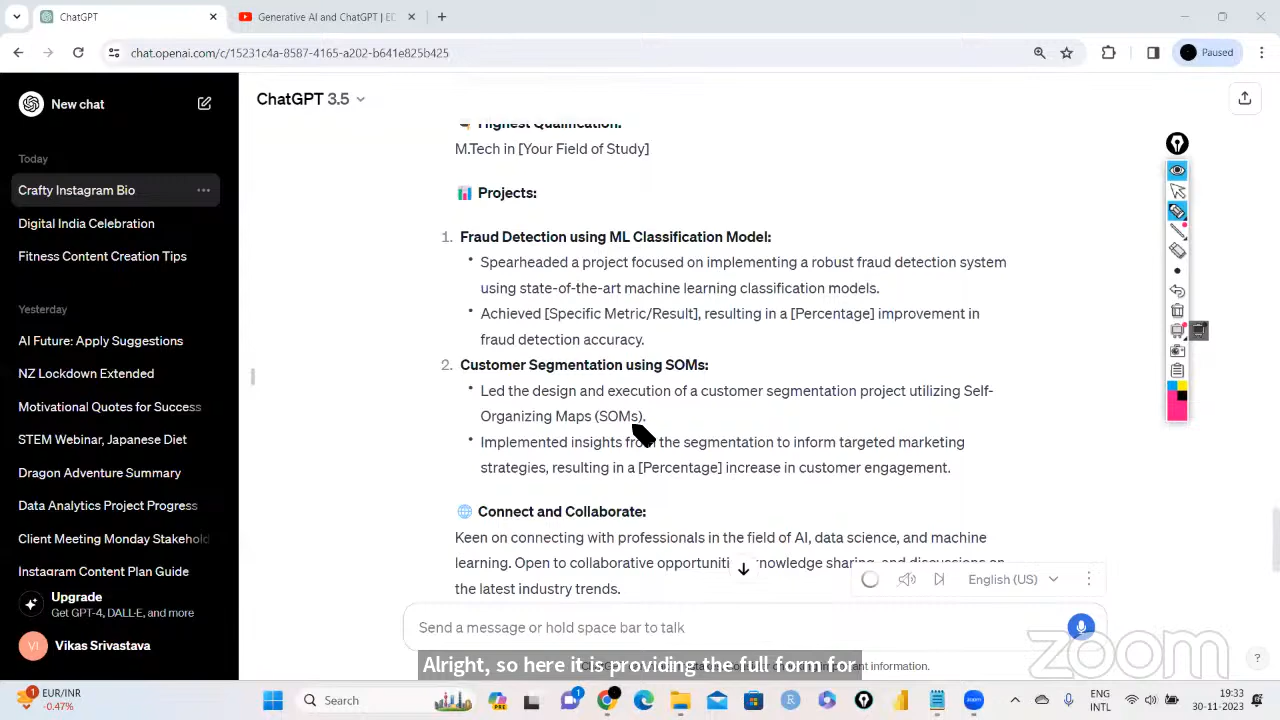 ChatGPT
Generative AI and ChatGPT | ED
chat.openai.com/c/15231c4a-8587-4165-a202-b641e825b425
Paused
New chat
ChatGPT 3.5
Today
Crafty Instagram Bio
Digital India Celebration
Fitness Content Creation Tips
Yesterday
AI Future: Apply Suggestions
NZ Lockdown Extended
Motivational Quotes for Success
STEM Webinar, Japanese Diet
Dragon Adventure Summary
Data Analytics Project Progress
Client Meeting Monday Stakehold
Instagram Content Plan Guide
Upgrade
Get GPT-4, DALL-E, and more
VI
Vikas Srivastava
Highest Qualification:
M.Tech in [Your Field of Study]
Projects:
1. Fraud Detection using ML Classification Model:
• Spearheaded a project focused on implementing a robust fraud detection system
using state-of-the-art machine learning classification models.
• Achieved [Specific Metric/Result], resulting in a [Percentage] improvement in
fraud detection accuracy.
2. Customer Segmentation using SOMs:
• Led the design and execution of a customer segmentation project utilizing Self-
Organizing Maps (SOMs).
• Implemented insights from the segmentation to inform targeted marketing
strategies, resulting in a [Percentage] increase in customer engagement.
Connect and Collaborate:
Keen on connecting with professionals in the field of AI, data science, and machine
learning. Open to collaborative opportuniti knowledge sharing, and discussions on
the latest industry trends.
English (US)
Send a message or hold space bar to talk
Alright, so here it is providing the full form for
information.
zoom
?
1
EUR/INR
-0.47%
Search
PRE
1
R
ENG
INTL
19:33
30-11-2023